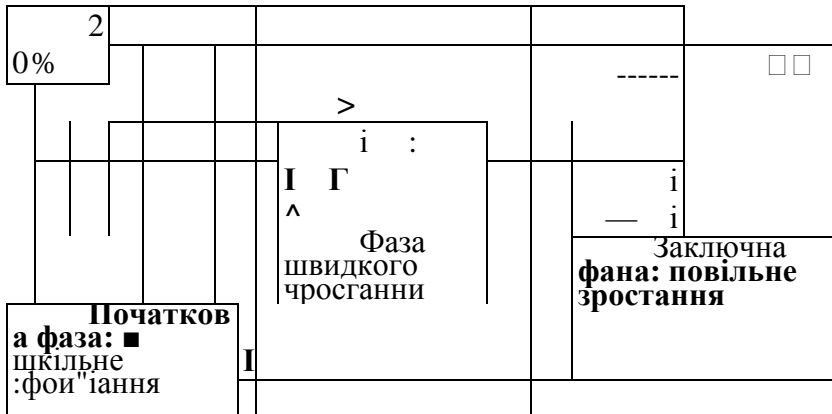 2
0%
------
>
і :
І Г
^
Фаза
швидкого
чросганни
і
— і
Заключна
фана: повільне
зростання
Початков
а фаза: ■
шкільне
:фои"іання
І